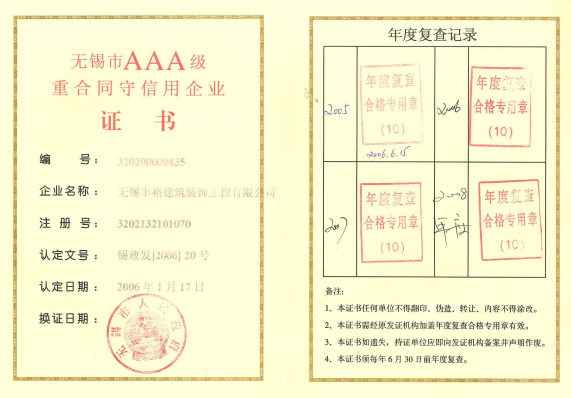 无锡市AAA级
重合同守信用企业
证 书
编 号：320290000435
企业名称：无锡丰裕建筑装饰工程有限公司
注 册 号：3202132101070
认定文号：锡政发[2006] 20号
认定日期：2006年1月17日
换证日期：
无锡市人民政府
年度复查记录
2005
年度复查
合格专用章
(10)
2006.6.15
2006
年度复查
合格专用章
(10)
2007
年度复查
合格专用章
(10)
2008
年度复查
合格专用章
(10)
备注：
1、本证书任何单位不得翻印、伪造、转让、内容不得涂改。
2、本证书需经原发证机构加盖年度复查合格专用章有效。
3、本证书如遗失，持证单位应即向发证机构备案并声明作废。
4、本证书须每年6月30日前年度复查。